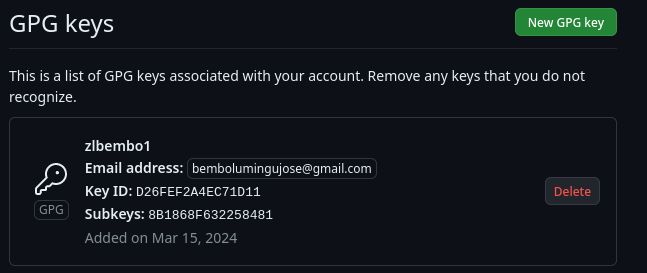 GPG keys
New GPG key
This is a list of GPG keys associated with your account. Remove any keys that you do not
recognize.
zlbembo1
Email address: bembolumingujose@gmail.com
Key ID: D26FEF2A4EC71D11
GPG
Subkeys: 8B1868F632258481
Added on Mar 15, 2024
Delete